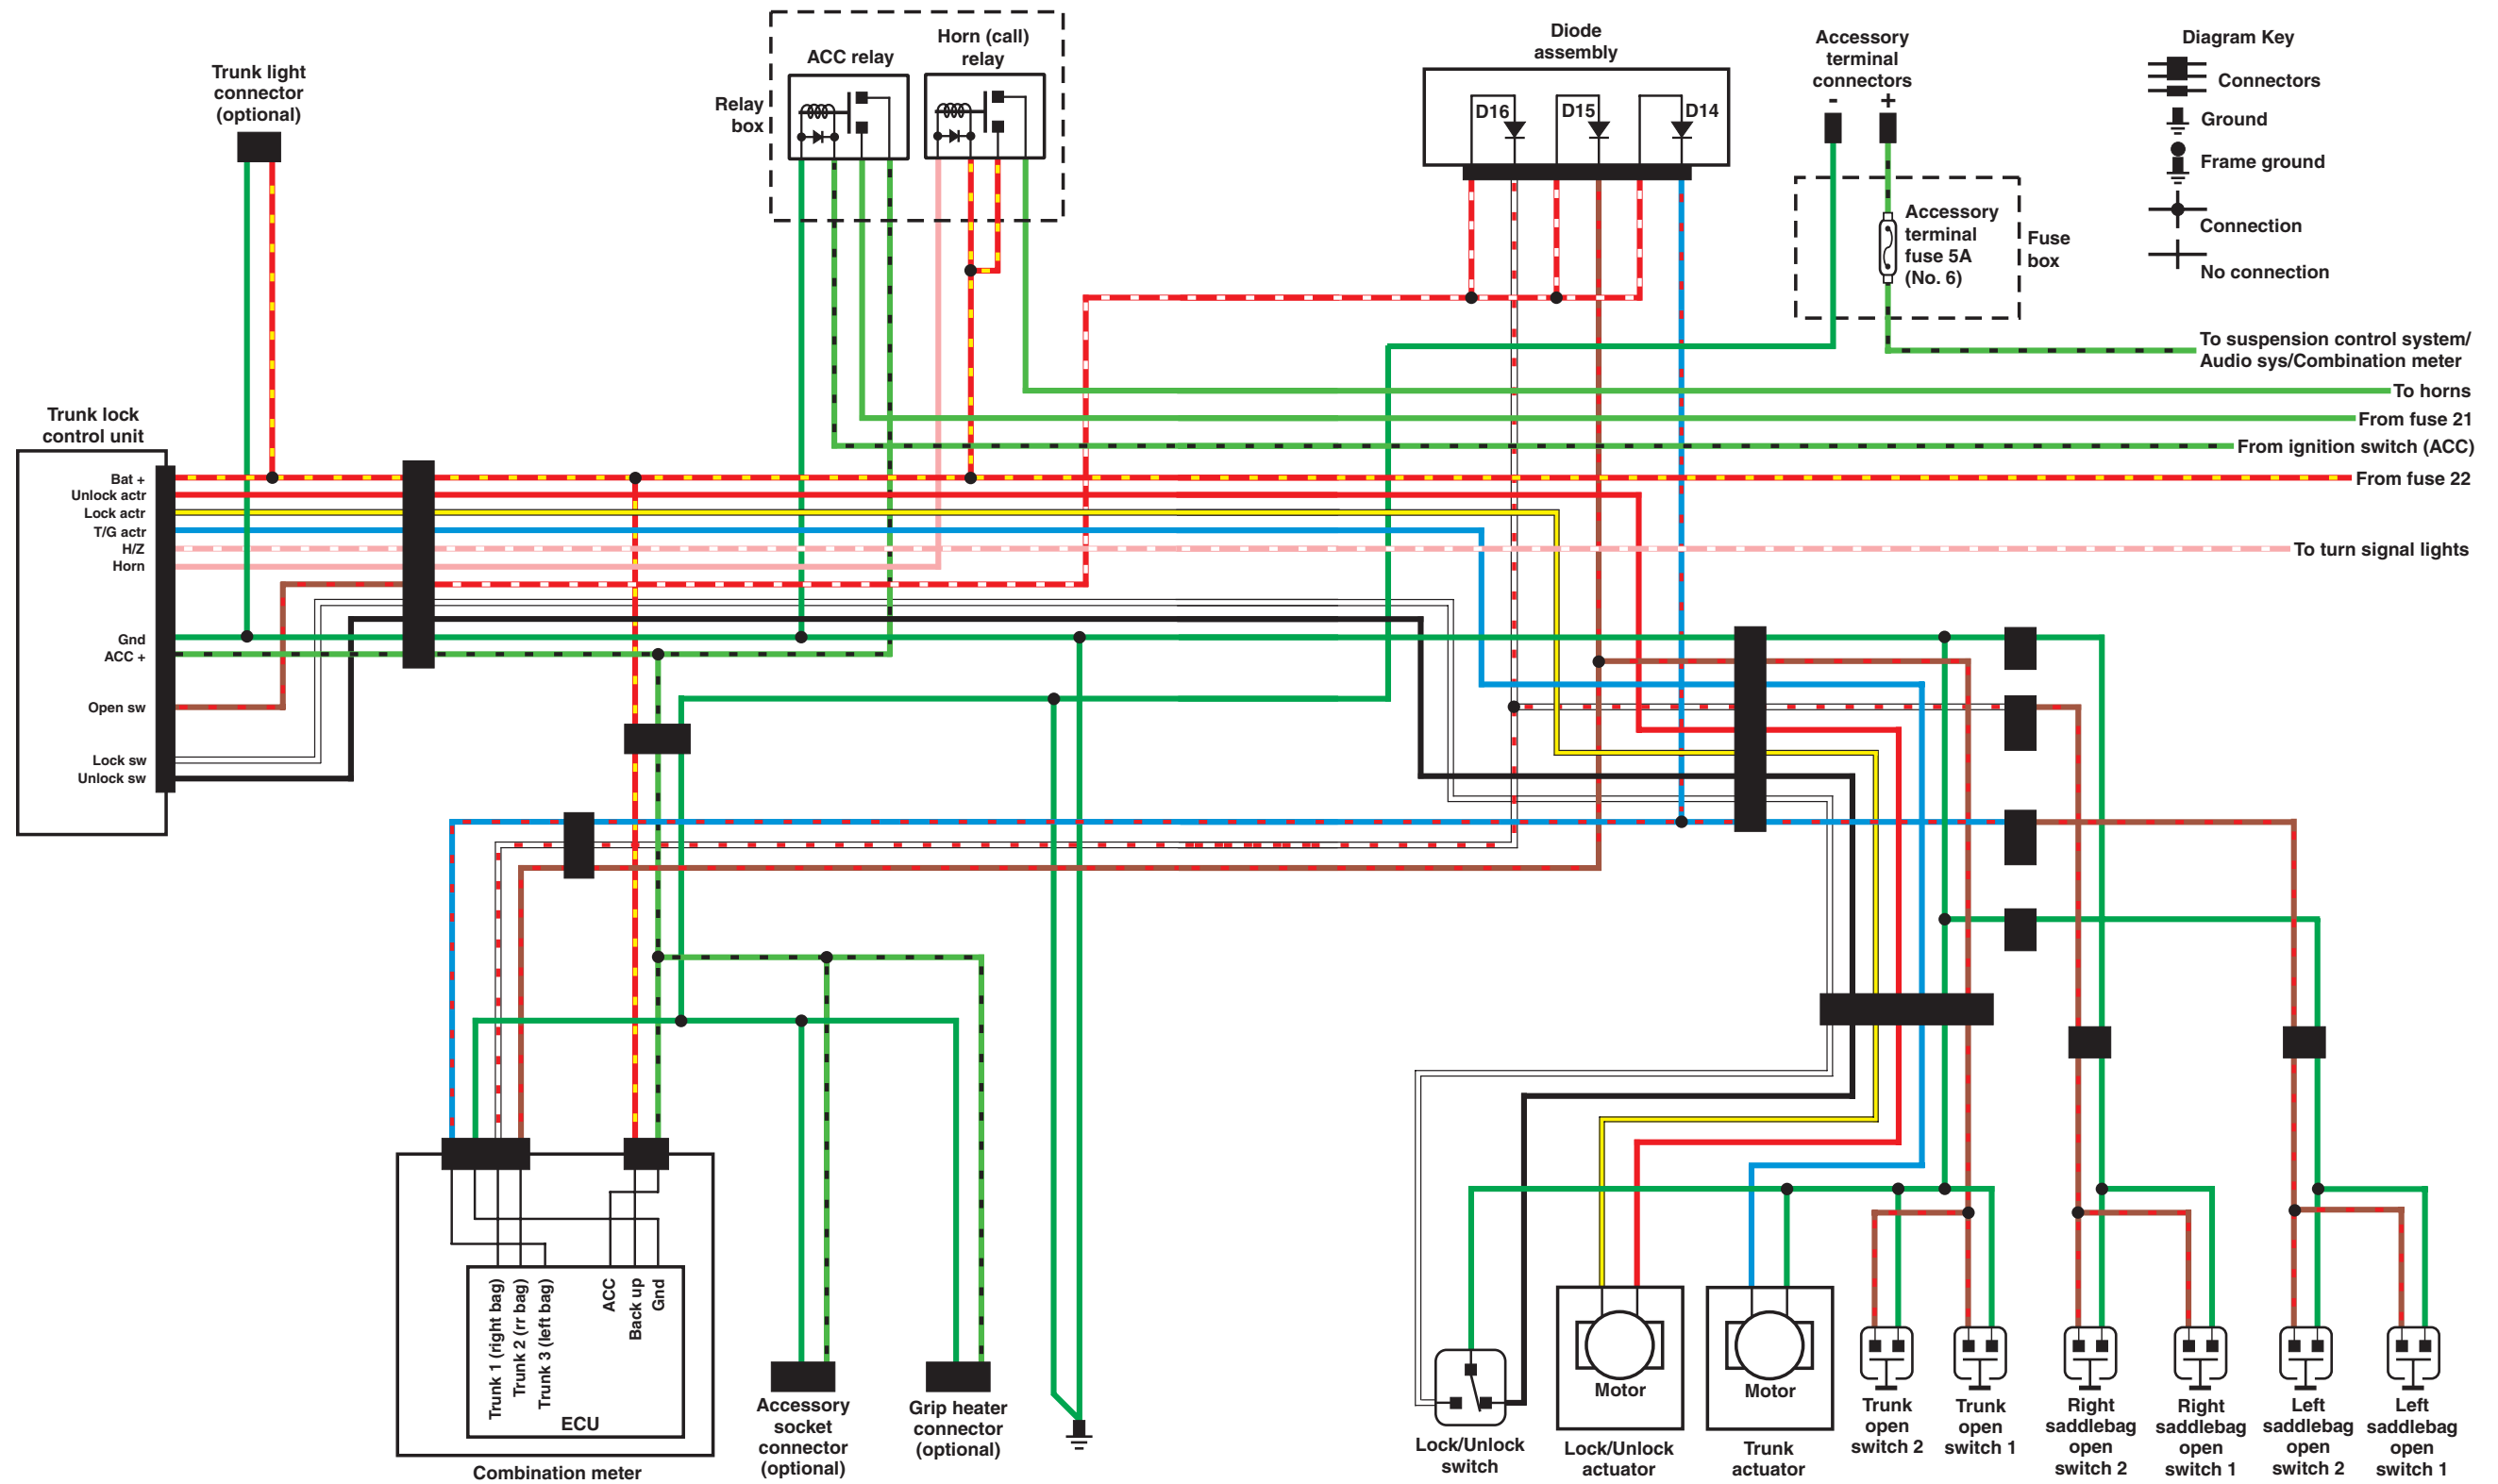 Trunk light
connector
(optional)
Relay
box
ACC relay
Horn (call)
relay
Diode
assembly
D16
D15
D14
Accessory
terminal
connectors
-
+
Accessory
terminal
fuse 5A
(No. 6)
Fuse
box
Diagram Key
Connectors
Ground
Frame ground
Connection
No connection
To suspension control system/
Audio sys/Combination meter
To horns
From fuse 21
From ignition switch (ACC)
From fuse 22
To turn signal lights
Trunk lock
control unit
Bat +
Unlock actr
Lock actr
T/G actr
H/Z
Horn
Gnd
ACC +
Open sw
Lock sw
Unlock sw
Trunk 1 (right bag)
Trunk 2 (rr bag)
Trunk 3 (left bag)
ACC
Back up
Gnd
ECU
Combination meter
Accessory
socket
connector
(optional)
Grip heater
connector
(optional)
Lock/Unlock
switch
Motor
Lock/Unlock
actuator
Motor
Trunk
actuator
Trunk
open
switch 2
Trunk
open
switch 1
Right
saddlebag
open
switch 2
Right
saddlebag
open
switch 1
Left
saddlebag
open
switch 2
Left
saddlebag
open
switch 1